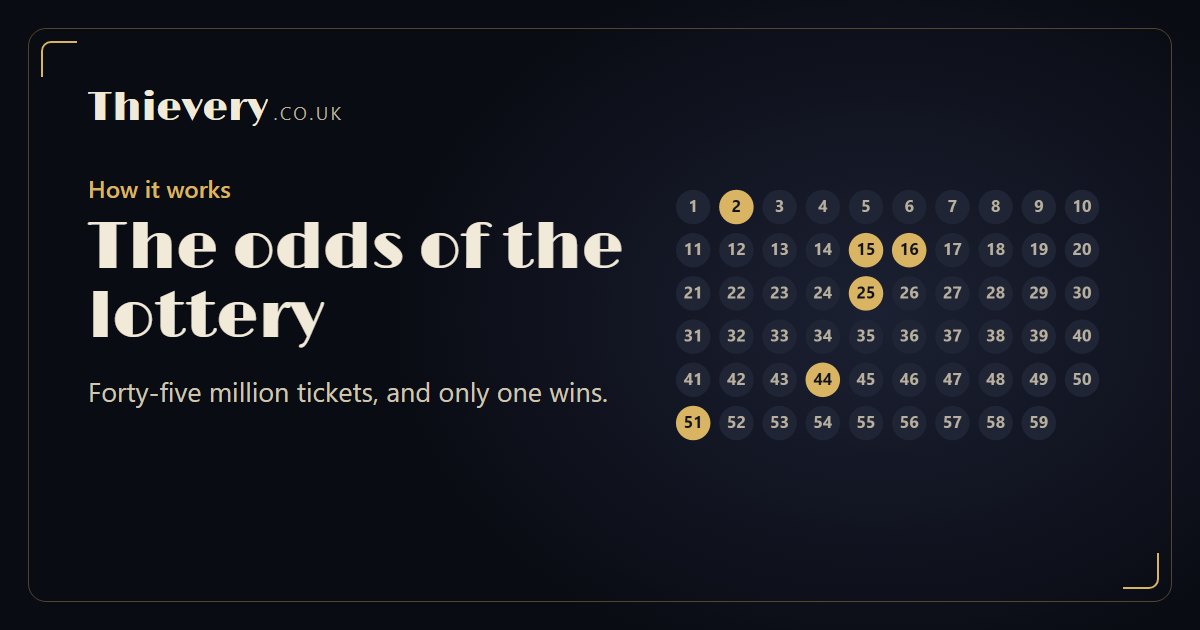 Thievery.CO.UK
How it works
The odds of the
lottery
Forty-five million tickets, and only one wins.
1 2 3 4 5 6 7 8 9 10
11 12 13 14 15 16 17 18 19 20
21 22 23 24 25 26 27 28 29 30
31 32 33 34 35 36 37 38 39 40
41 42 43 44 45 46 47 48 49 50
51 52 53 54 55 56 57 58 59